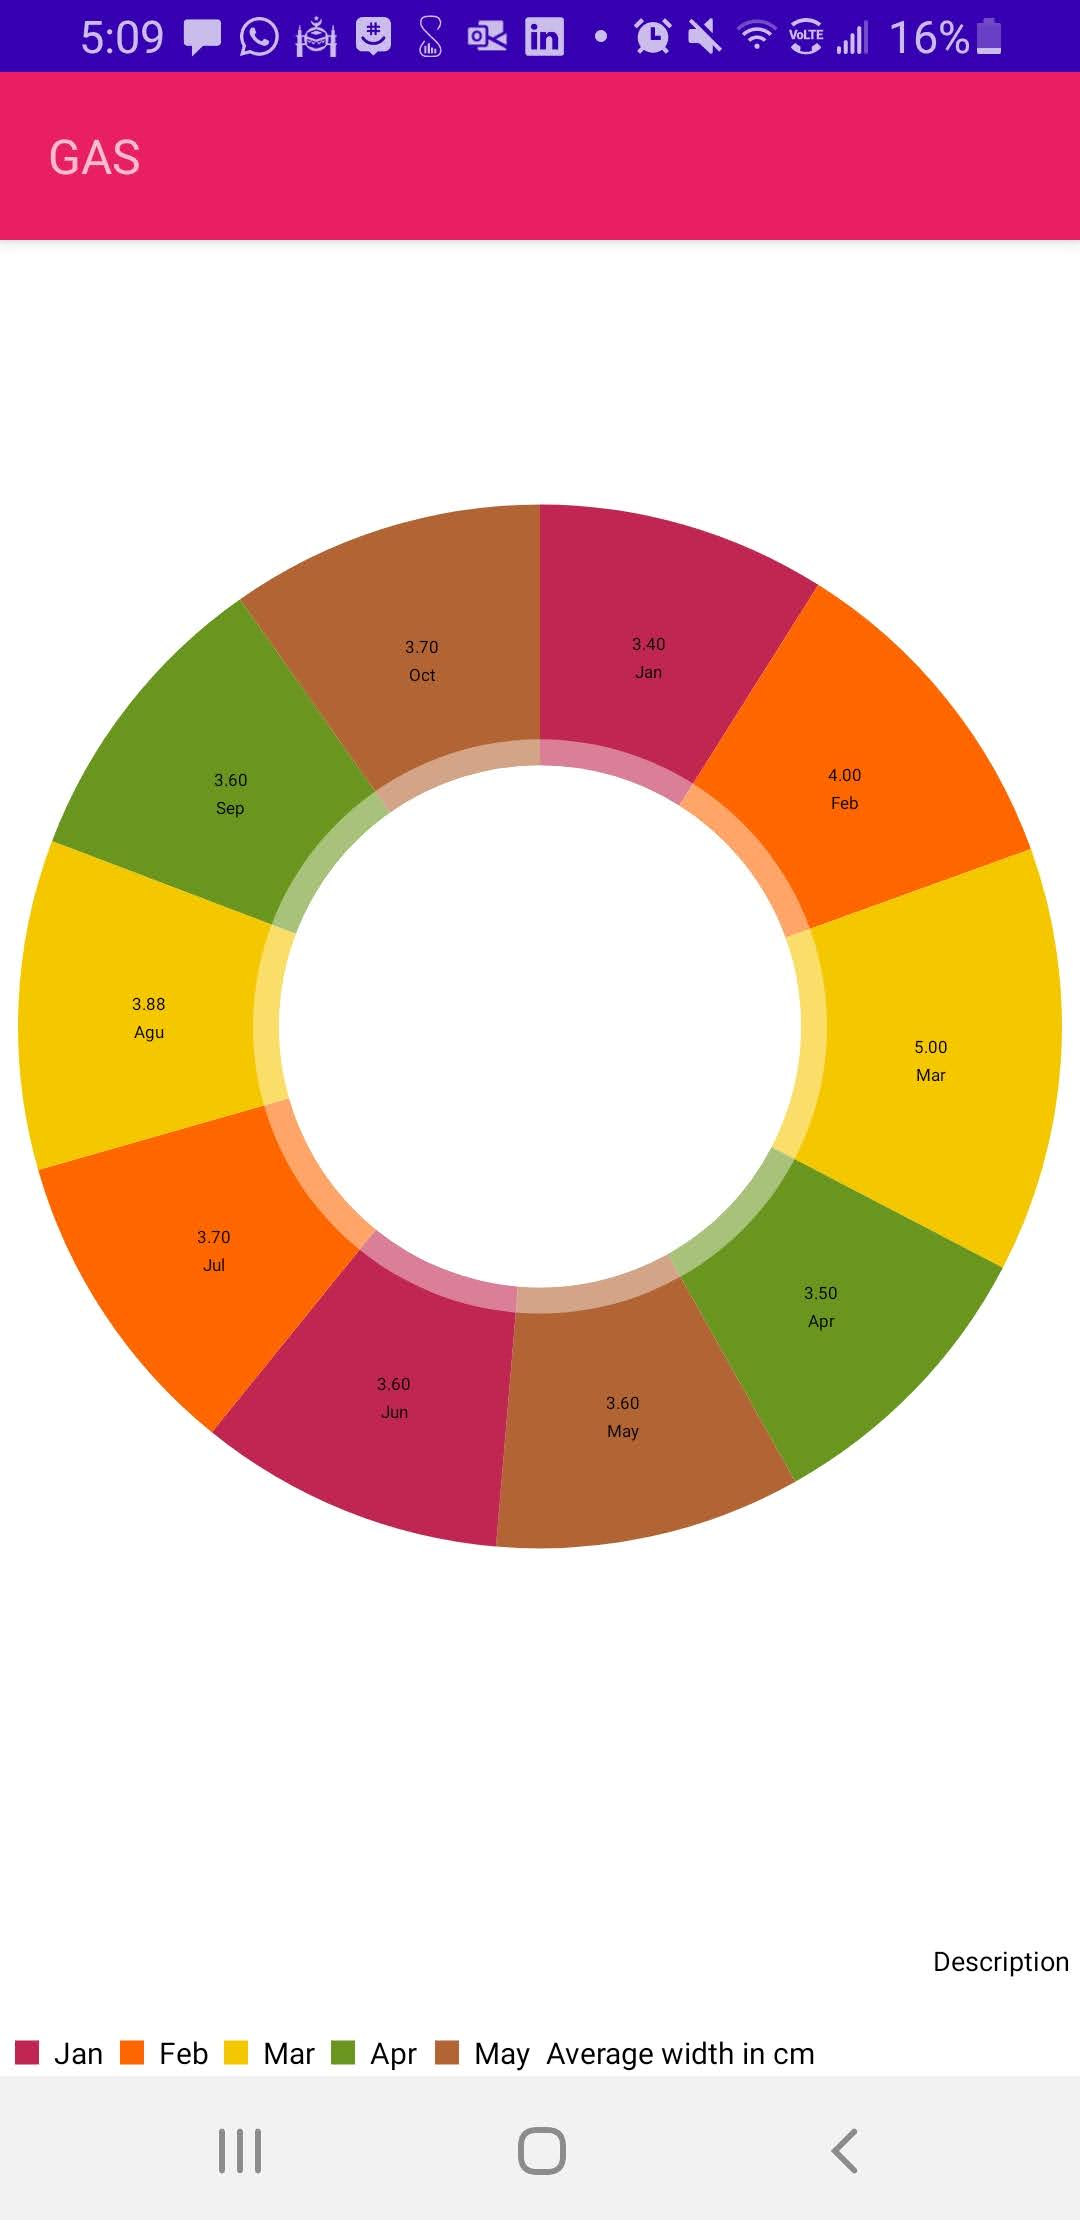 5:09 VoLTE 16%
GAS
3.70
Oct
3.40
Jan
3.60
Sep
4.00
Feb
3.88
Agu
5.00
Mar
3.70
Jul
3.50
Apr
3.60
Jun
3.60
May
Description
Jan Feb Mar Apr May Average width in cm